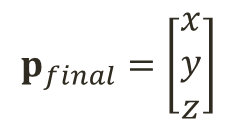 p_final = [x
y
z]